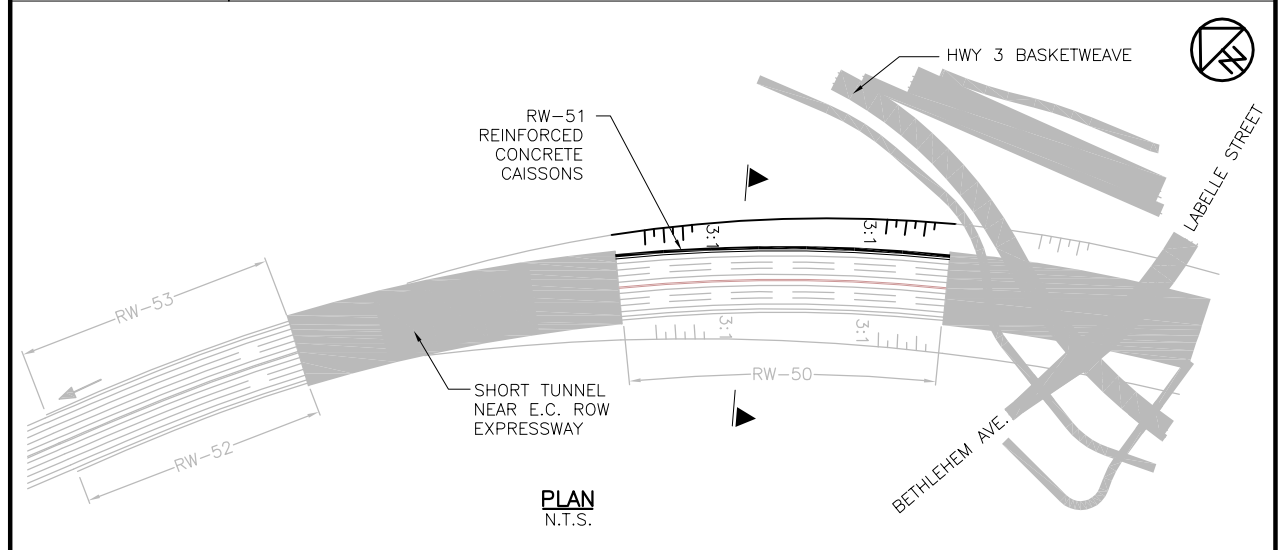 HWY 3 BASKETWEAVE
N
RW-51
REINFORCED
CONCRETE
CAISSONS
LABELLE STREET
3:1
3:1
RW-53
3:1
3:1
RW-50
SHORT TUNNEL
NEAR E.C. ROW
EXPRESSWAY
RW-52
BETHLEHEM AVE.
PLAN
N.T.S.